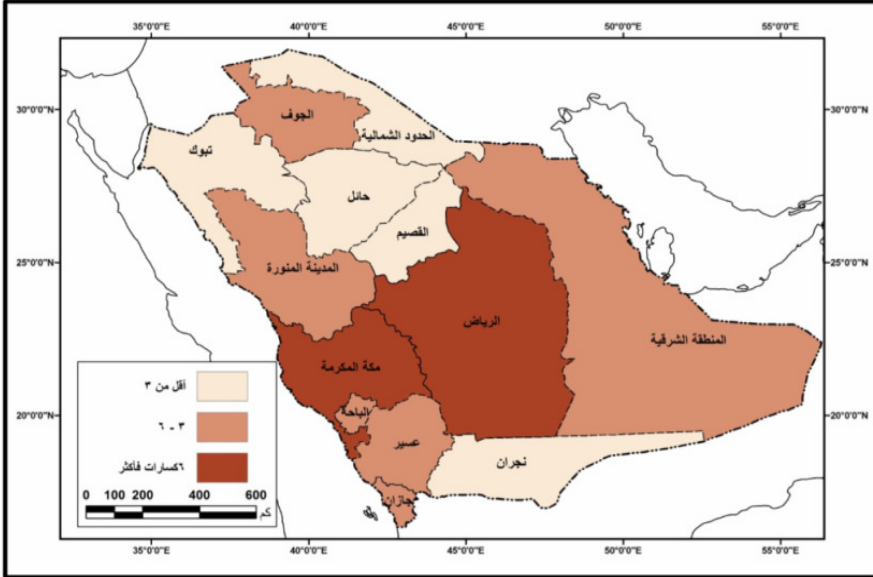 35°0'0"E 40°0'0"E 45°0'0"E 50°0'0"E 55°0'0"E
30°0'0"N 30°0'0"N
الجوف
الحدود الشمالية
تبوك
حائل
القصيم
25°0'0"N 25°0'0"N
المدينة المنورة
الرياض
المنطقة الشرقية
مكة المكرمة
الباحة
عسير
نجران
جازان
20°0'0"N 20°0'0"N
أقل من ٣
٣ - ٦
٦كسارات فأكثر
0 100 200 400 600
كم
35°0'0"E 40°0'0"E 45°0'0"E 50°0'0"E 55°0'0"E